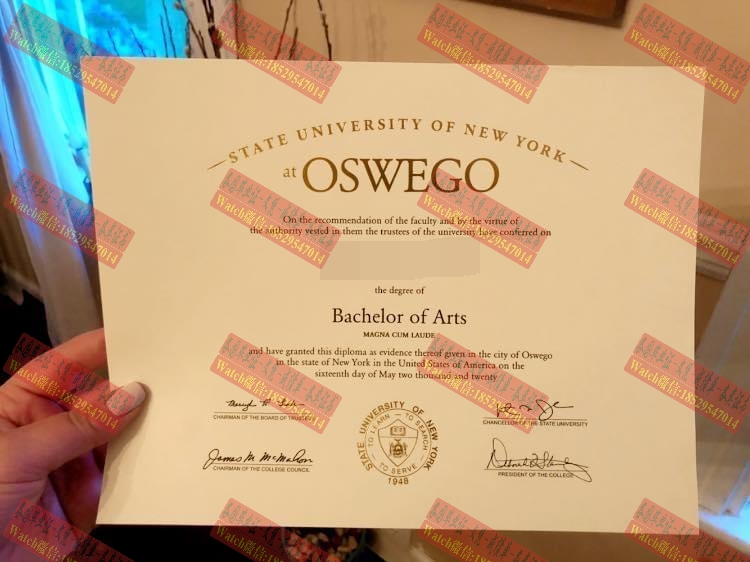 STATE UNIVERSITY OF NEW YORK
at OSWEGO
On the recommendation of the faculty and by the virtue of
the authority vested in them the trustees of the university have conferred on
the degree of
Bachelor of Arts
MAGNA CUM LAUDE
and have granted this diploma as evidence thereof given in the city of Oswego
in the state of New York in the United States of America on the
sixteenth day of May two thousand and twenty
CHAIRMAN OF THE BOARD OF TRUSTEES
CHANCELLOR OF THE STATE UNIVERSITY
James M. McMahon
CHAIRMAN OF THE COLLEGE COUNCIL
PRESIDENT OF THE COLLEGE
STATE UNIVERSITY OF NEW YORK
TO LEARN — TO SEARCH
TO SERVE
1948
Watch微信:18529547014